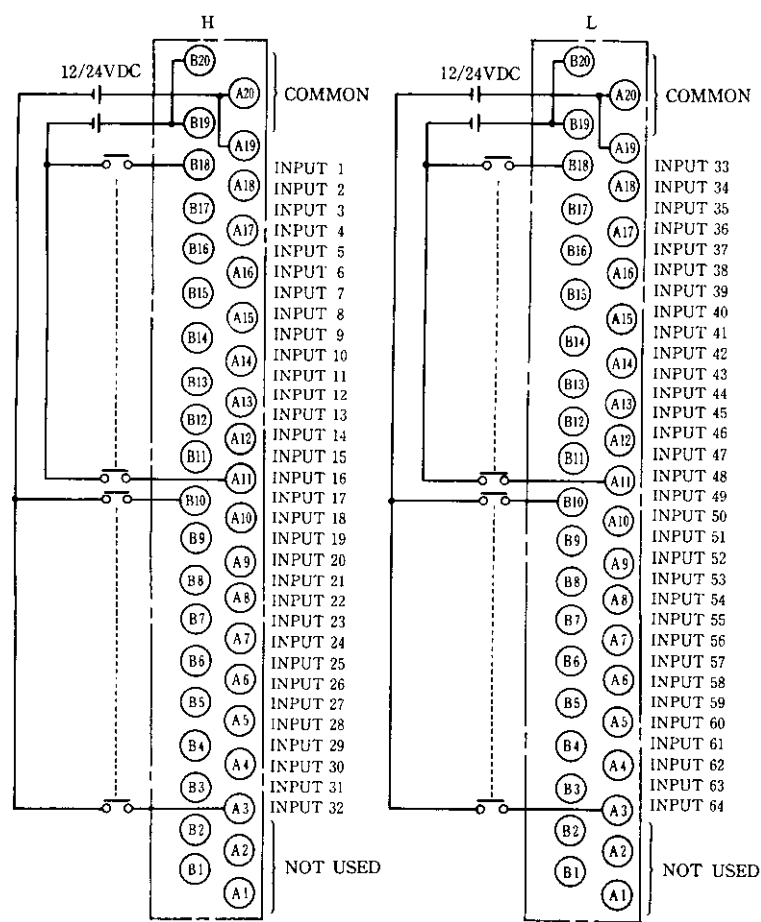 H
L
12/24VDC
B20
A20
COMMON
B19
A19
B18
INPUT 1
A18
INPUT 2
B17
INPUT 3
A17
INPUT 4
B16
INPUT 5
A16
INPUT 6
B15
INPUT 7
A15
INPUT 8
B14
INPUT 9
A14
INPUT 10
B13
INPUT 11
A13
INPUT 12
B12
INPUT 13
A12
INPUT 14
B11
INPUT 15
A11
INPUT 16
B10
INPUT 17
A10
INPUT 18
B9
INPUT 19
A9
INPUT 20
B8
INPUT 21
A8
INPUT 22
B7
INPUT 23
A7
INPUT 24
B6
INPUT 25
A6
INPUT 26
B5
INPUT 27
A5
INPUT 28
B4
INPUT 29
A4
INPUT 30
B3
INPUT 31
A3
INPUT 32
B2
A2
NOT USED
B1
A1
12/24VDC
B20
A20
COMMON
B19
A19
B18
INPUT 33
A18
INPUT 34
B17
INPUT 35
A17
INPUT 36
B16
INPUT 37
A16
INPUT 38
B15
INPUT 39
A15
INPUT 40
B14
INPUT 41
A14
INPUT 42
B13
INPUT 43
A13
INPUT 44
B12
INPUT 45
A12
INPUT 46
B11
INPUT 47
A11
INPUT 48
B10
INPUT 49
A10
INPUT 50
B9
INPUT 51
A9
INPUT 52
B8
INPUT 53
A8
INPUT 54
B7
INPUT 55
A7
INPUT 56
B6
INPUT 57
A6
INPUT 58
B5
INPUT 59
A5
INPUT 60
B4
INPUT 61
A4
INPUT 62
B3
INPUT 63
A3
INPUT 64
B2
A2
NOT USED
B1
A1